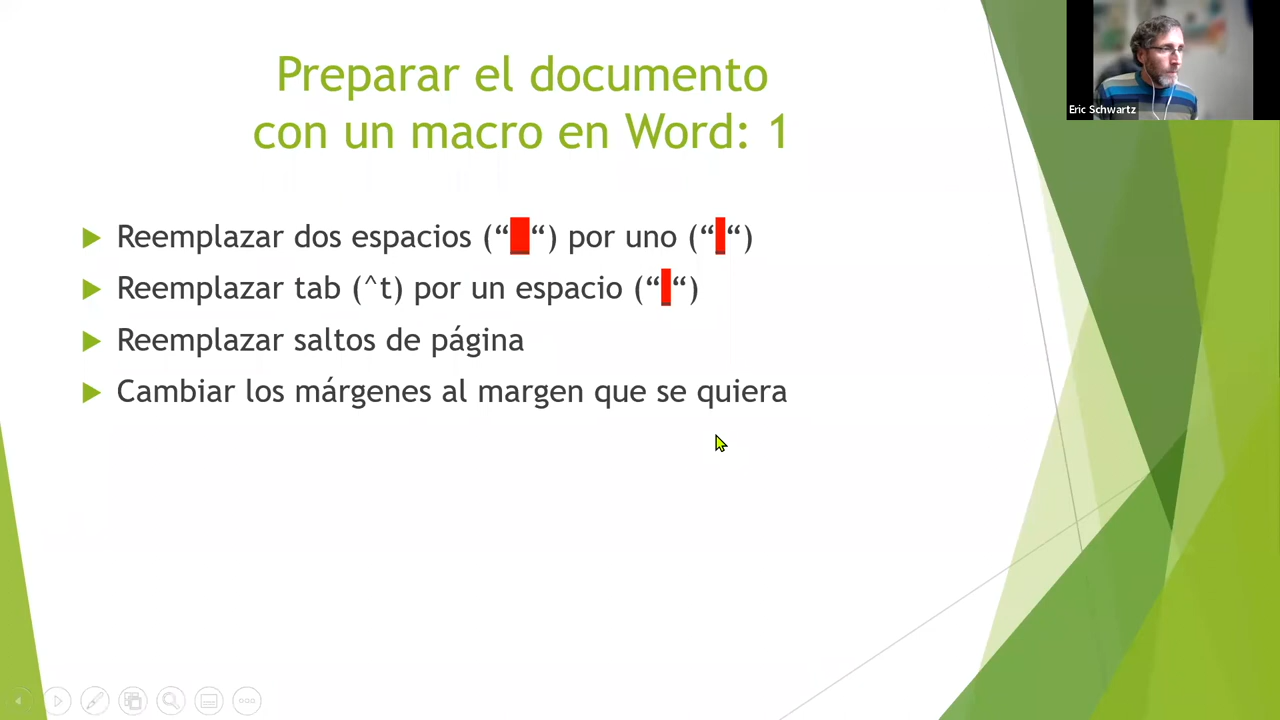 Preparar el documento
con un macro en Word: 1
Reemplazar dos espacios (“ “) por uno (“ “)
Reemplazar tab (^t) por un espacio (“ “)
Reemplazar saltos de página
Cambiar los márgenes al margen que se quiera
Eric Schwartz